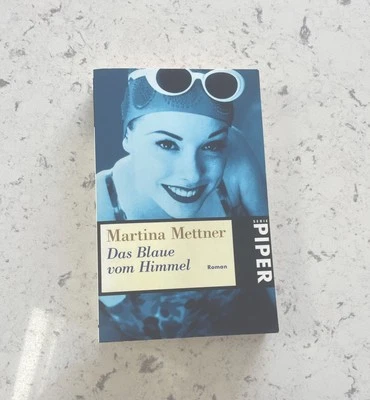 Martina Mettner
Das Blaue
vom Himmel
Roman
SERIE
PIPER